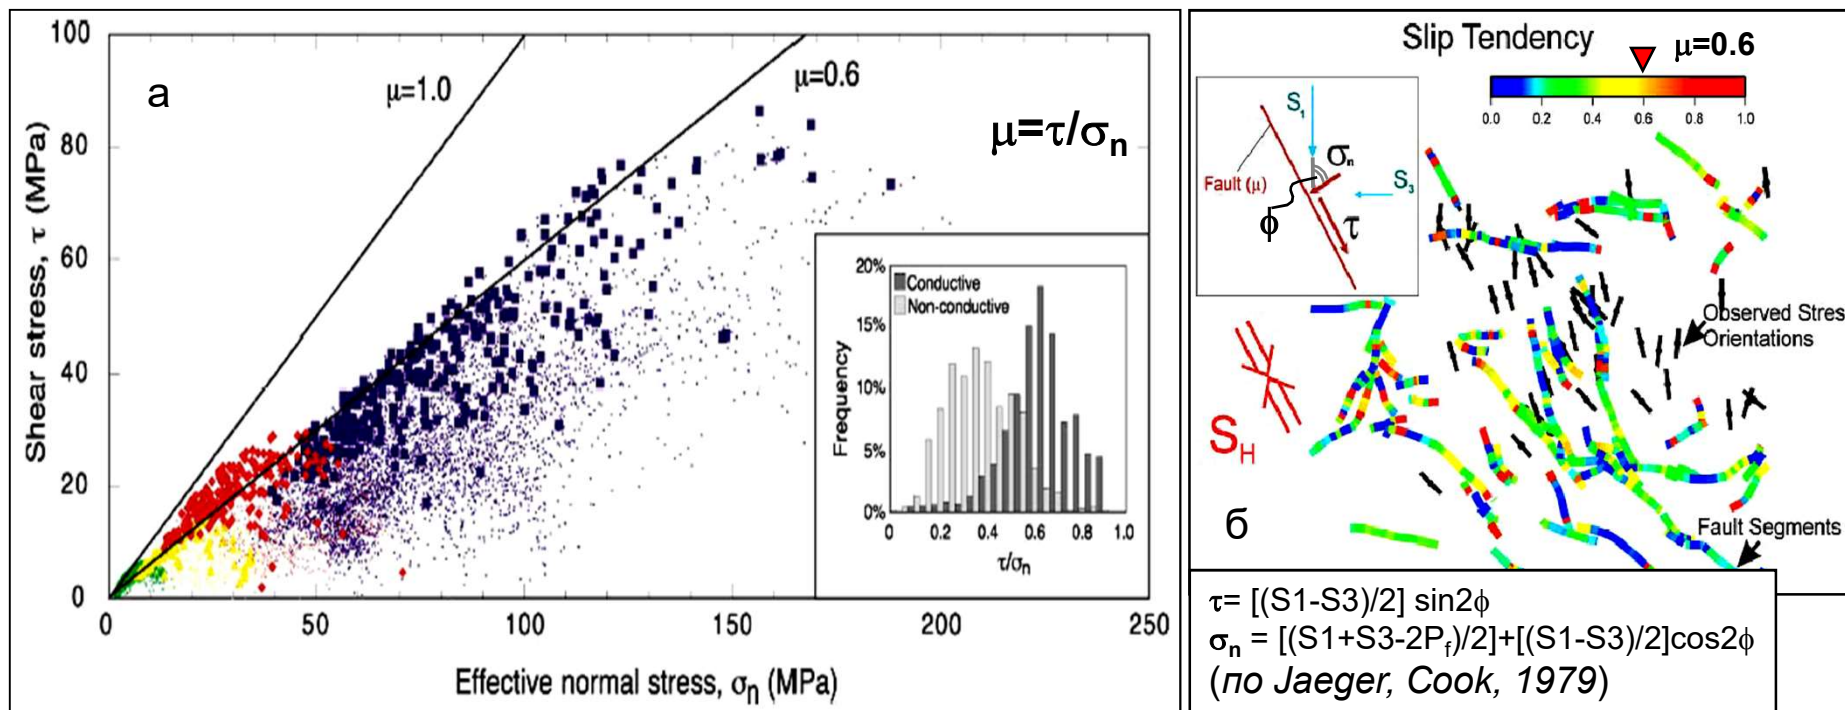 100
80
60
40
20
0
Shear stress, τ (MPa)
а
μ=1.0
μ=0.6
μ=τ/σn
20%
15%
10%
5%
0%
Frequency
Conductive
Non-conductive
0
0.2
0.4
0.6
0.8
1.0
τ/σn
0
50
100
150
200
250
Effective normal stress, σn (MPa)
Slip Tendency
μ=0.6
0.0
0.2
0.4
0.6
0.8
1.0
S1
σn
Fault (μ)
S3
ϕ
τ
Observed Stres
Orientations
SH
б
Fault Segments
τ= [(S1-S3)/2] sin2ϕ
σn = [(S1+S3-2Pf)/2]+[(S1-S3)/2]cos2ϕ
(по Jaeger, Cook, 1979)